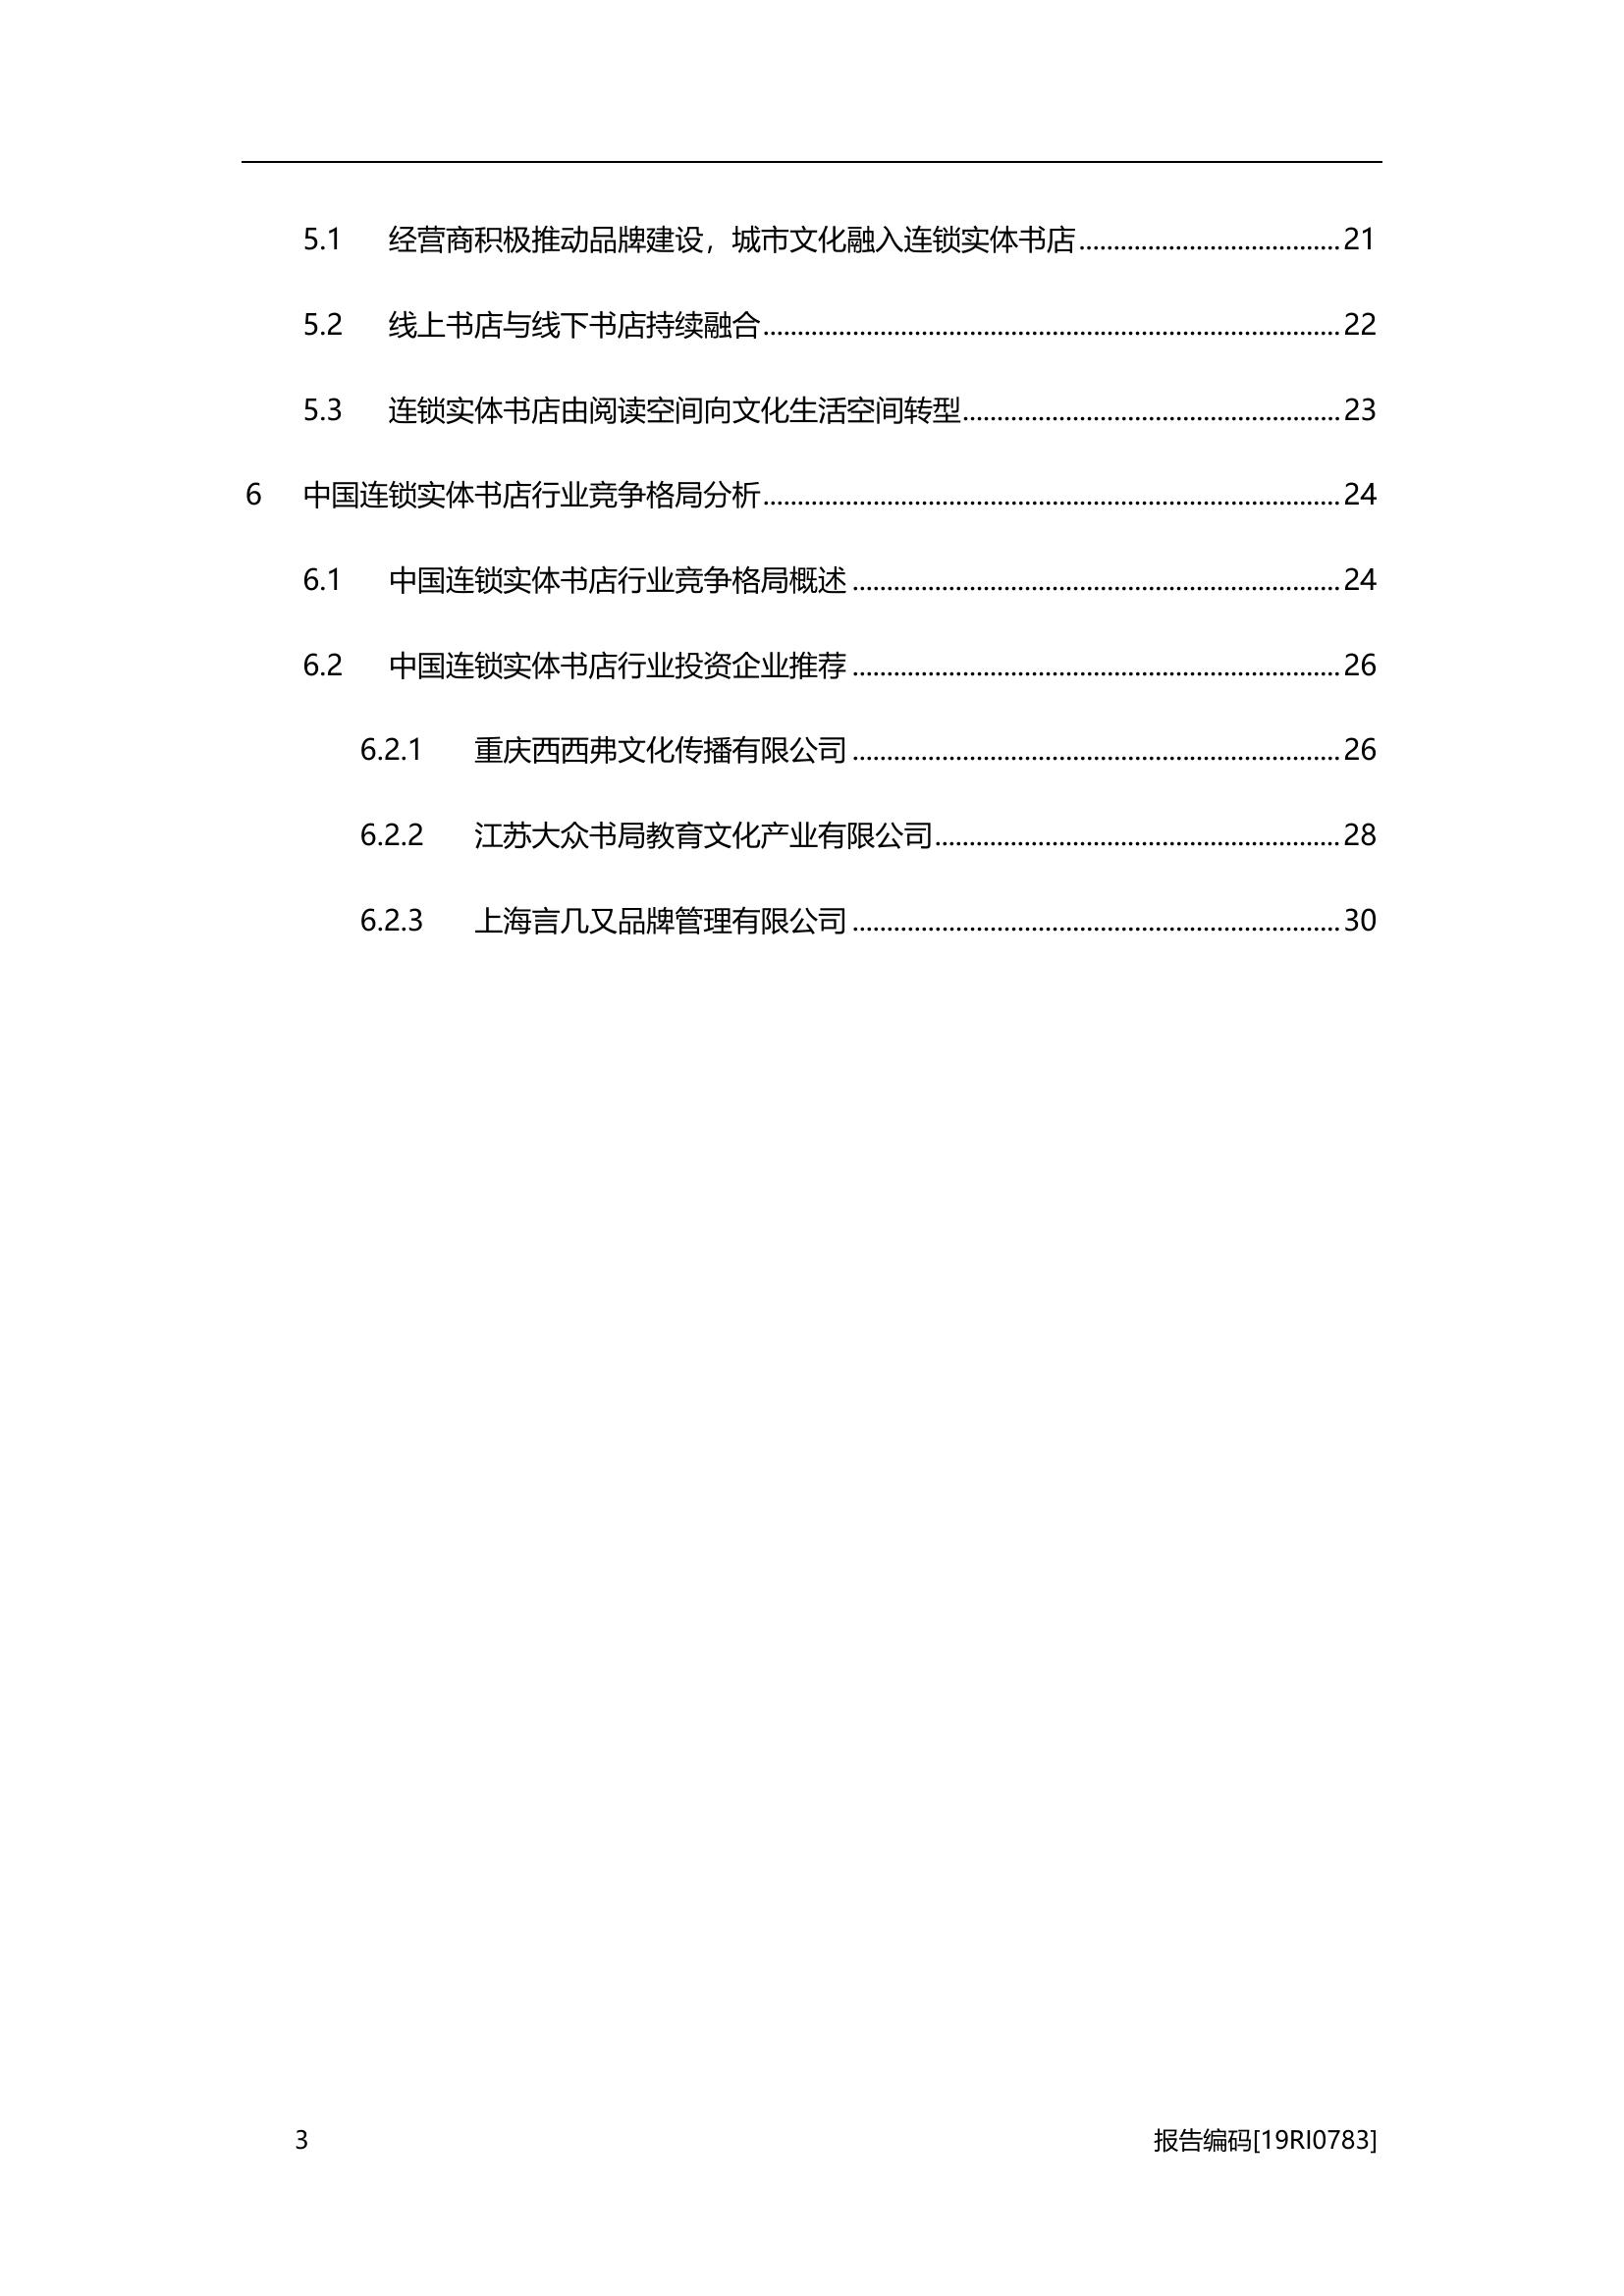 5.1 经营商积极推动品牌建设，城市文化融入连锁实体书店 21
5.2 线上书店与线下书店持续融合 22
5.3 连锁实体书店由阅读空间向文化生活空间转型 23
6 中国连锁实体书店行业竞争格局分析 24
6.1 中国连锁实体书店行业竞争格局概述 24
6.2 中国连锁实体书店行业投资企业推荐 26
6.2.1 重庆西西弗文化传播有限公司 26
6.2.2 江苏大众书局教育文化产业有限公司 28
6.2.3 上海言几又品牌管理有限公司 30
3 报告编码[19RI0783]